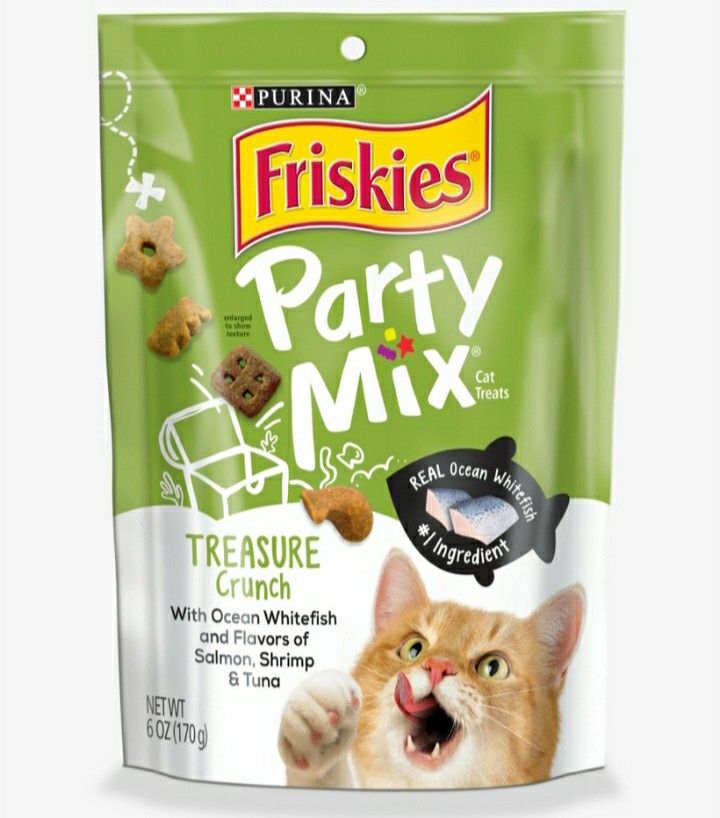 PURINA®
Friskies®
Party
Mix®
Cat
Treats
enlarged
to show
texture
REAL Ocean Whitefish
#1 Ingredient
TREASURE
Crunch
With Ocean Whitefish
and Flavors of
Salmon, Shrimp
& Tuna
NET WT
6 OZ (170g)